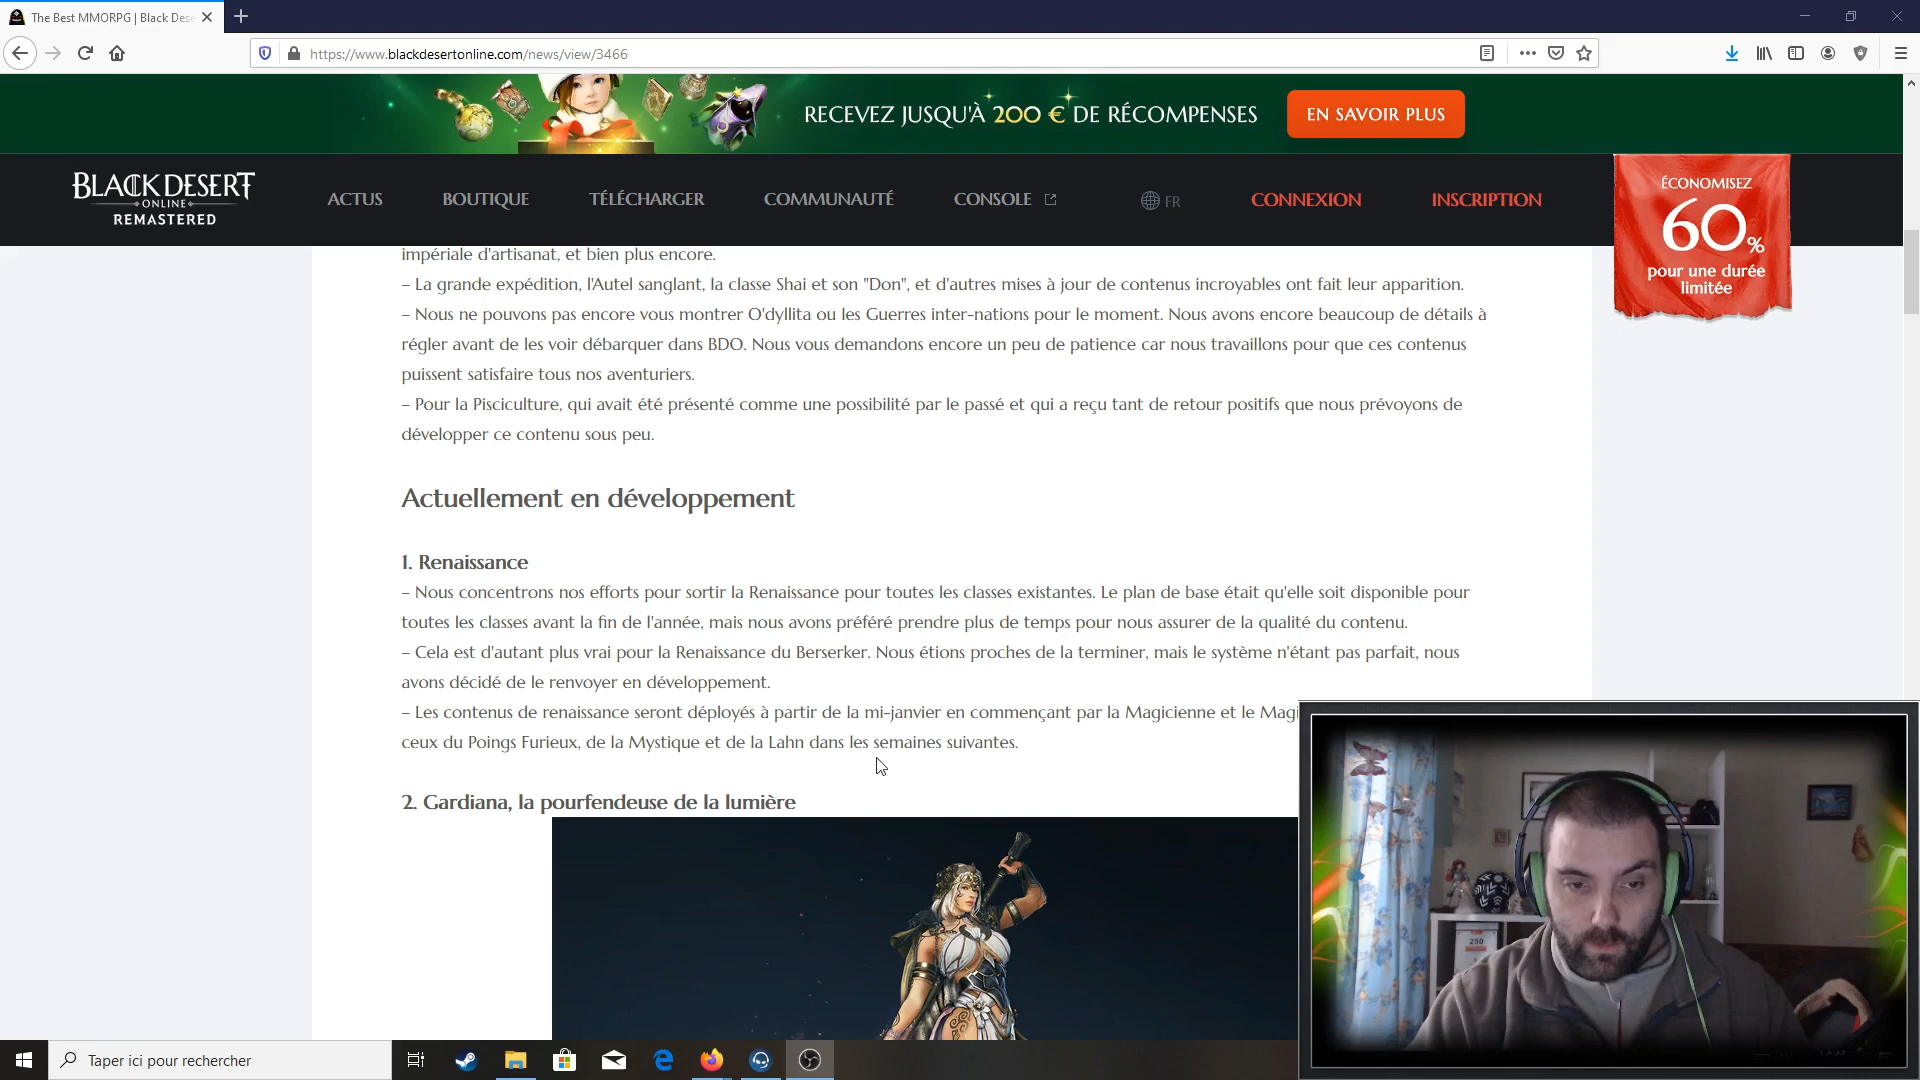 The Best MMORPG | Black Dese
https://www.blackdesertonline.com/news/view/3466
RECEVEZ JUSQU'À 200 € DE RÉCOMPENSES
EN SAVOIR PLUS
BLACK DESERT
ONLINE
REMASTERED
ACTUS
BOUTIQUE
TÉLÉCHARGER
COMMUNAUTÉ
CONSOLE
FR
CONNEXION
INSCRIPTION
ÉCONOMISEZ
60%
pour une durée
limitée
impériale d'artisanat, et bien plus encore.
– La grande expédition, l'Autel sanglant, la classe Shai et son "Don", et d'autres mises à jour de contenus incroyables ont fait leur apparition.
– Nous ne pouvons pas encore vous montrer O'dyllita ou les Guerres inter-nations pour le moment. Nous avons encore beaucoup de détails à
régler avant de les voir débarquer dans BDO. Nous vous demandons encore un peu de patience car nous travaillons pour que ces contenus
puissent satisfaire tous nos aventuriers.
– Pour la Pisciculture, qui avait été présenté comme une possibilité par le passé et qui a reçu tant de retour positifs que nous prévoyons de
développer ce contenu sous peu.
Actuellement en développement
1. Renaissance
– Nous concentrons nos efforts pour sortir la Renaissance pour toutes les classes existantes. Le plan de base était qu'elle soit disponible pour
toutes les classes avant la fin de l'année, mais nous avons préféré prendre plus de temps pour nous assurer de la qualité du contenu.
– Cela est d'autant plus vrai pour la Renaissance du Berserker. Nous étions proches de la terminer, mais le système n'étant pas parfait, nous
avons décidé de le renvoyer en développement.
– Les contenus de renaissance seront déployés à partir de la mi-janvier en commençant par la Magicienne et le Magi
ceux du Poings Furieux, de la Mystique et de la Lahn dans les semaines suivantes.
2. Gardiana, la pourfendeuse de la lumière
250
Taper ici pour rechercher